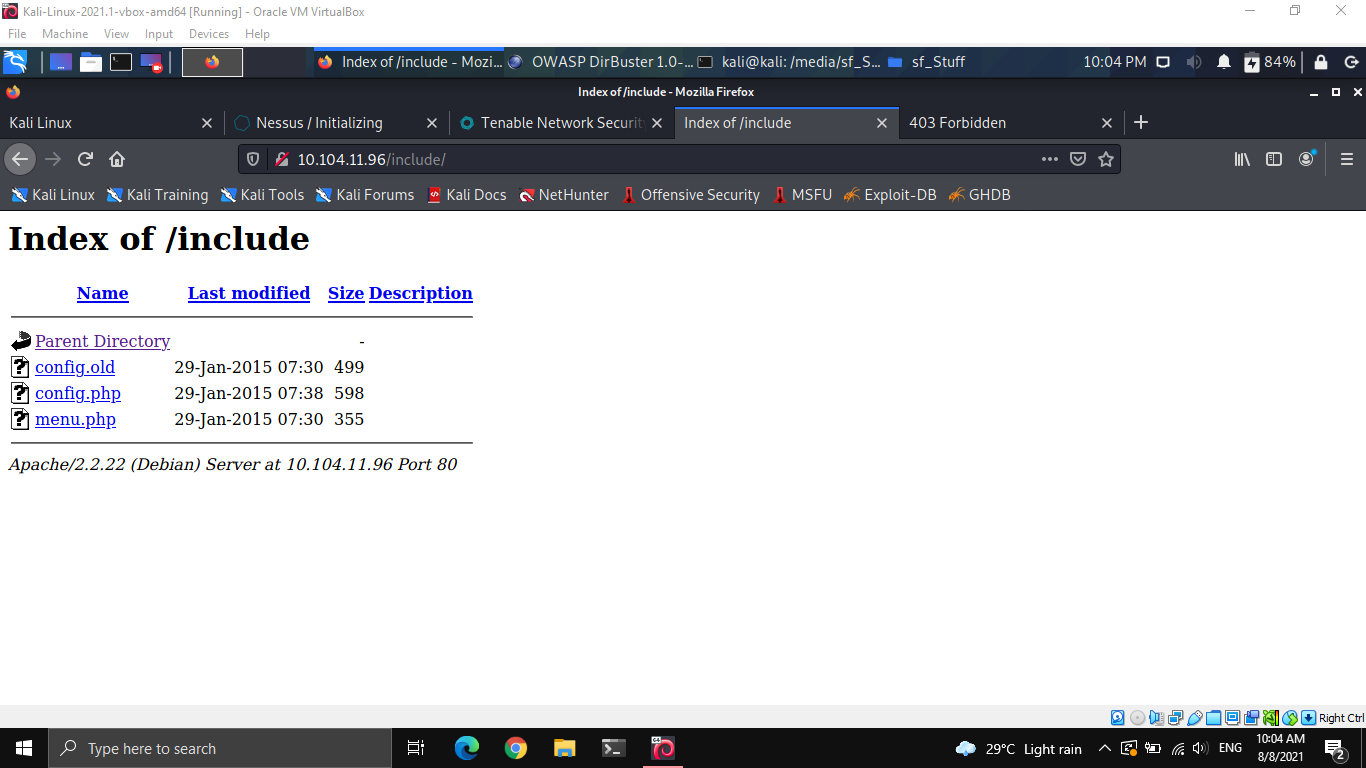 Kali-Linux-2021.1-vbox-amd64 [Running] - Oracle VM VirtualBox
File Machine View Input Devices Help
Index of /include - Mozi... OWASP DirBuster 1.0-... kali@kali: /media/sf_S... sf_Stuff 10:04 PM 84%
Index of /include - Mozilla Firefox
Kali Linux Nessus / Initializing Tenable Network Securit Index of /include 403 Forbidden
10.104.11.96/include/
Kali Linux Kali Training Kali Tools Kali Forums Kali Docs NetHunter Offensive Security MSFU Exploit-DB GHDB
Index of /include
Name Last modified Size Description
Parent Directory -
config.old 29-Jan-2015 07:30 499
config.php 29-Jan-2015 07:38 598
menu.php 29-Jan-2015 07:30 355
Apache/2.2.22 (Debian) Server at 10.104.11.96 Port 80
Right Ctrl
Type here to search 29°C Light rain ENG 10:04 AM
8/8/2021 2